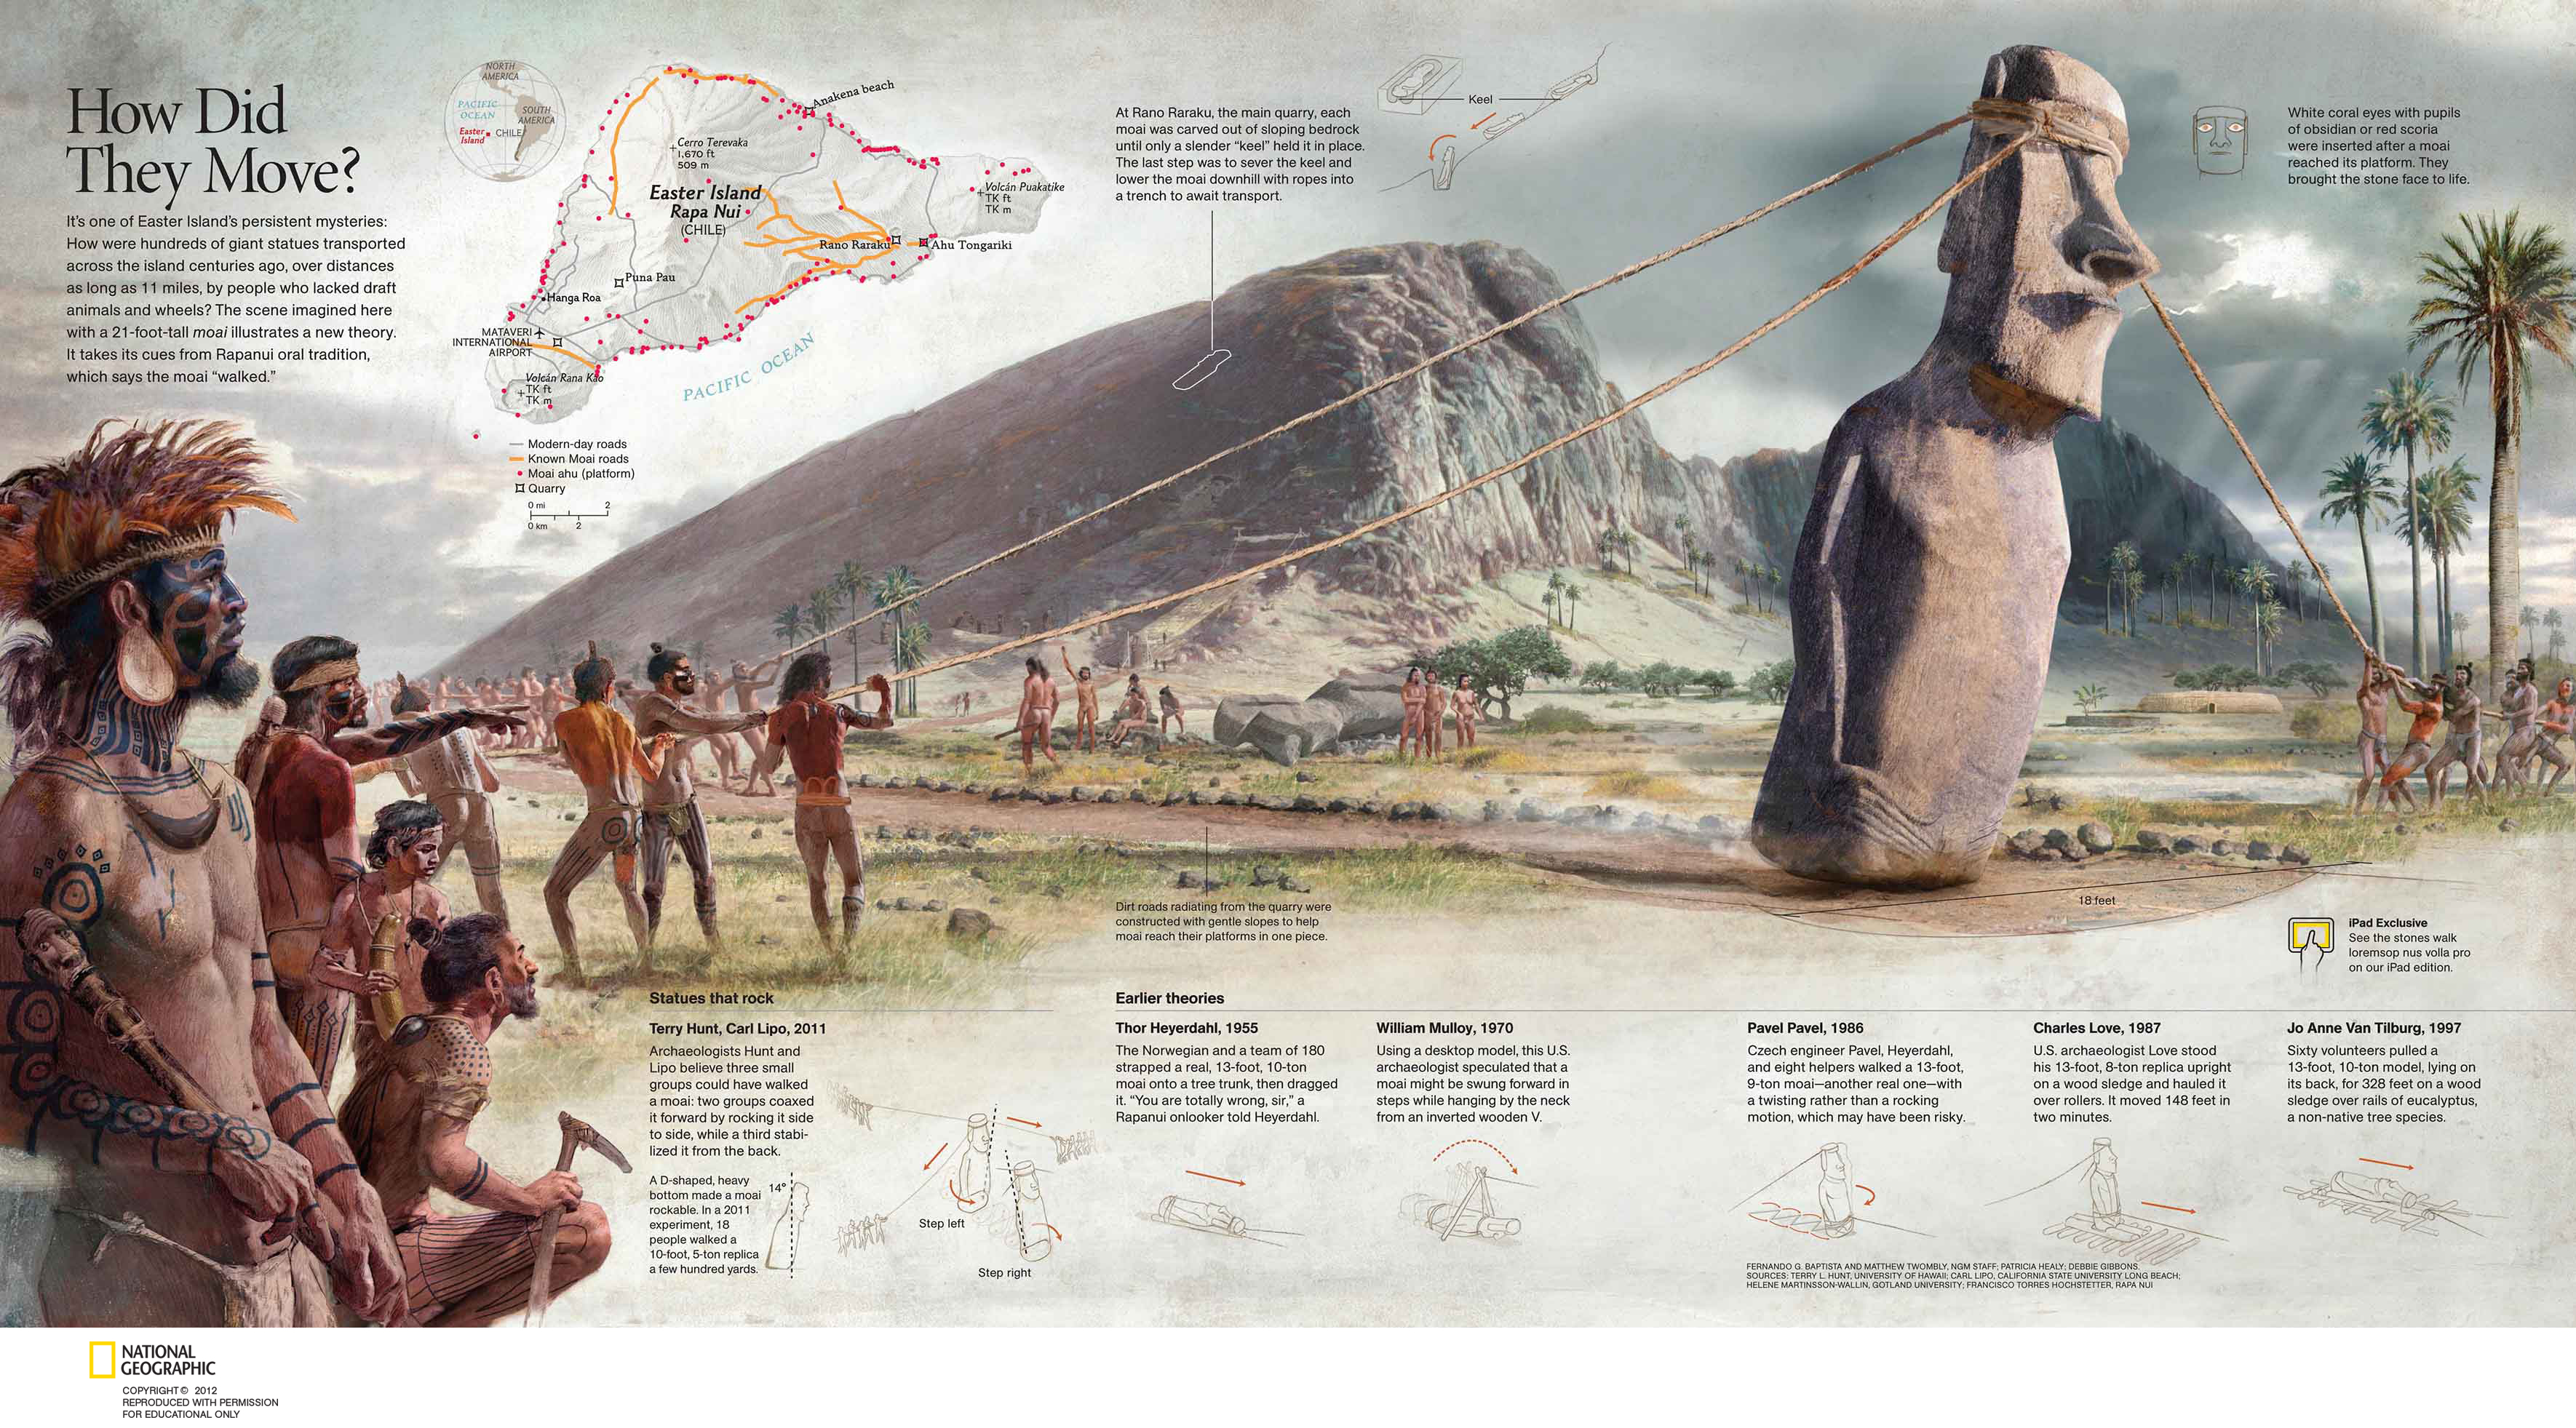 How Did
They Move?
It's one of Easter Island's persistent mysteries:
How were hundreds of giant statues transported
across the island centuries ago, over distances
as long as 11 miles, by people who lacked draft
animals and wheels? The scene imagined here
with a 21-foot-tall moai illustrates a new theory.
It takes its cues from Rapanui oral tradition,
which says the moai “walked.”
NORTH
AMERICA
PACIFIC
OCEAN
SOUTH
AMERICA
Easter
Island
CHILE
Anakena beach
Cerro Terevaka
1,670 ft
509 m
Easter Island
Rapa Nui
(CHILE)
Volcán Puakatike
TK ft
TK m
Rano Raraku
Ahu Tongariki
Puna Pau
Hanga Roa
MATAVERI
INTERNATIONAL
AIRPORT
Volcán Rana Kao
TK ft
TK m
PACIFIC OCEAN
Modern-day roads
Known Moai roads
Moai ahu (platform)
Quarry
0 mi 2
0 km 2
At Rano Raraku, the main quarry, each
moai was carved out of sloping bedrock
until only a slender “keel” held it in place.
The last step was to sever the keel and
lower the moai downhill with ropes into
a trench to await transport.
Keel
White coral eyes with pupils
of obsidian or red scoria
were inserted after a moai
reached its platform. They
brought the stone face to life.
Dirt roads radiating from the quarry were
constructed with gentle slopes to help
moai reach their platforms in one piece.
18 feet
iPad Exclusive
See the stones walk
loremsop nus volla pro
on our iPad edition.
Statues that rock
Terry Hunt, Carl Lipo, 2011
Archaeologists Hunt and
Lipo believe three small
groups could have walked
a moai: two groups coaxed
it forward by rocking it side
to side, while a third stabi-
lized it from the back.
A D-shaped, heavy
bottom made a moai
rockable. In a 2011
experiment, 18
people walked a
10-foot, 5-ton replica
a few hundred yards.
14°
Step left
Step right
Earlier theories
Thor Heyerdahl, 1955
The Norwegian and a team of 180
strapped a real, 13-foot, 10-ton
moai onto a tree trunk, then dragged
it. “You are totally wrong, sir,” a
Rapanui onlooker told Heyerdahl.
William Mulloy, 1970
Using a desktop model, this U.S.
archaeologist speculated that a
moai might be swung forward in
steps while hanging by the neck
from an inverted wooden V.
Pavel Pavel, 1986
Czech engineer Pavel, Heyerdahl,
and eight helpers walked a 13-foot,
9-ton moai—another real one—with
a twisting rather than a rocking
motion, which may have been risky.
Charles Love, 1987
U.S. archaeologist Love stood
his 13-foot, 8-ton replica upright
on a wood sledge and hauled it
over rollers. It moved 148 feet in
two minutes.
Jo Anne Van Tilburg, 1997
Sixty volunteers pulled a
13-foot, 10-ton model, lying on
its back, for 328 feet on a wood
sledge over rails of eucalyptus,
a non-native tree species.
FERNANDO G. BAPTISTA AND MATTHEW TWOMBLY, NGM STAFF; PATRICIA HEALY; DEBBIE GIBBONS.
SOURCES: TERRY L. HUNT, UNIVERSITY OF HAWAII; CARL LIPO, CALIFORNIA STATE UNIVERSITY LONG BEACH;
HELENE MARTINSSON-WALLIN, GOTLAND UNIVERSITY; FRANCISCO TORRES HOCHSTETTER, RAPA NUI
NATIONAL
GEOGRAPHIC
COPYRIGHT © 2012
REPRODUCED WITH PERMISSION
FOR EDUCATIONAL ONLY